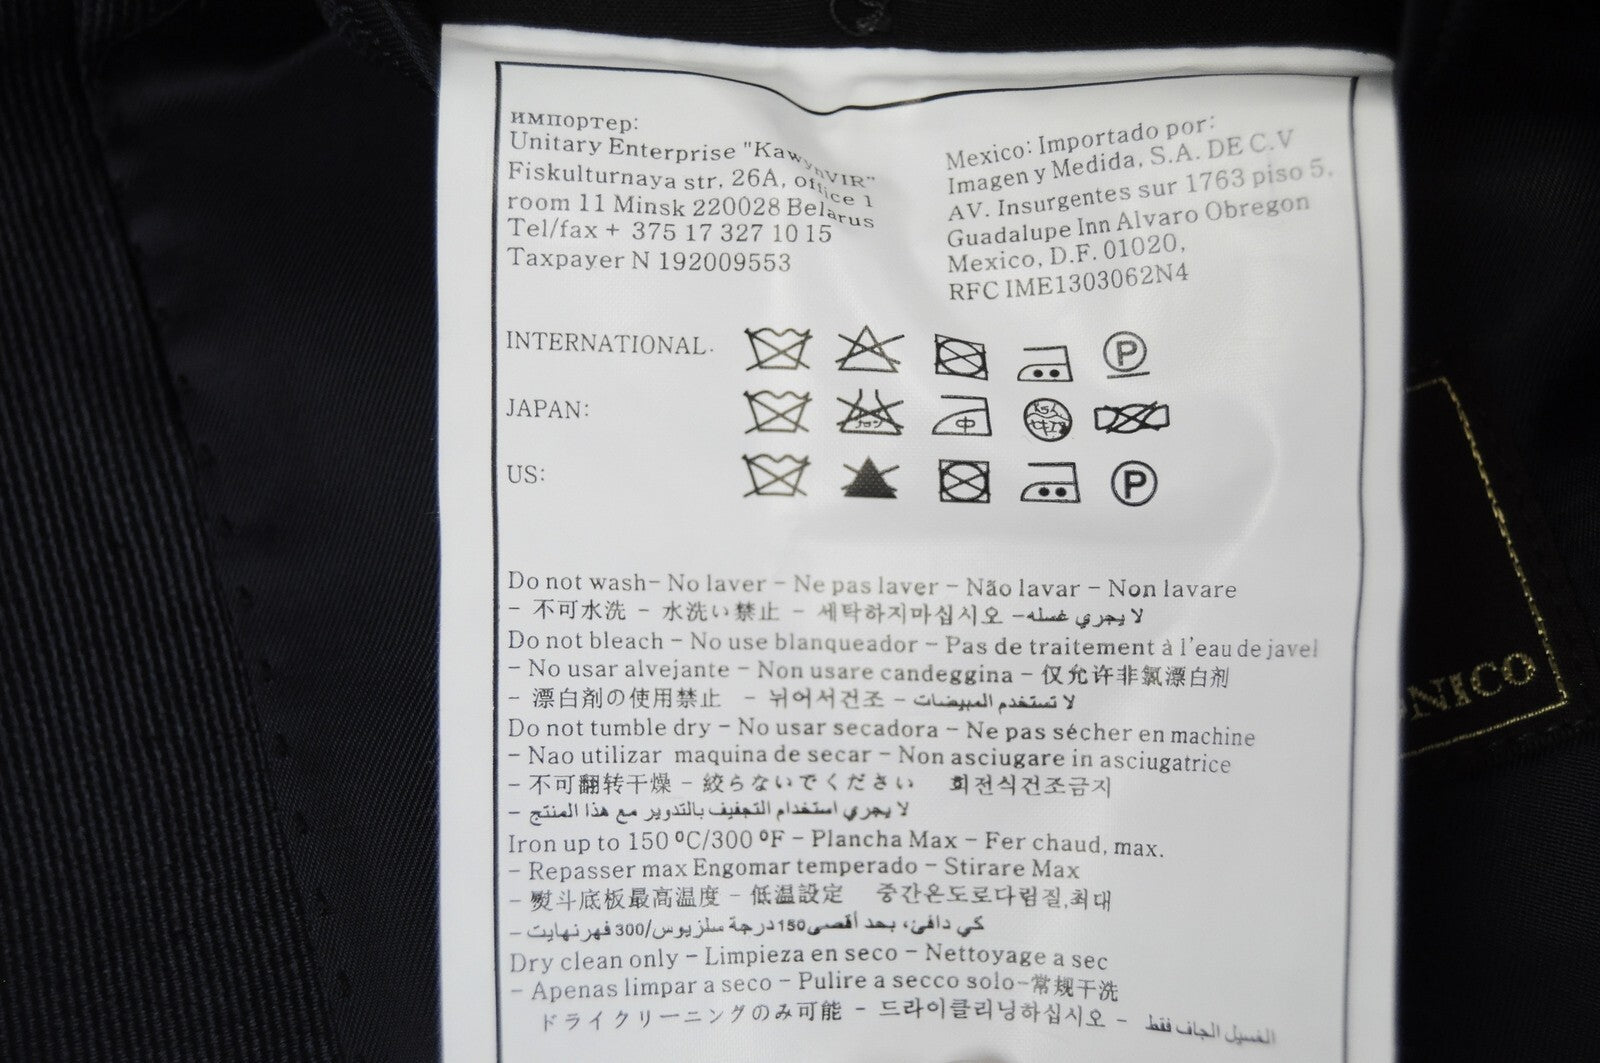 импортер:
Unitary Enterprise "KawynVIR"
Fiskulturnaya str. 26A, office 1
room 11 Minsk 220028 Belarus
Tel/fax + 375 17 327 10 15
Taxpayer N 192009553
Mexico: Importado por:
Imagen y Medida, S.A. DE C.V
AV. Insurgentes sur 1763 piso 5,
Guadalupe Inn Alvaro Obregon
Mexico, D.F. 01020,
RFC IME1303062N4
INTERNATIONAL:
P
JAPAN:
中
US:
P
Do not wash- No laver - Ne pas laver - Não lavar - Non lavare
- 不可水洗 - 水洗い禁止 - 세탁하지마십시오 -لا يجري غسله
Do not bleach - No use blanqueador - Pas de traitement à l'eau de javel
- No usar alvejante - Non usare candeggina - 仅允许非氯漂白剂
- 漂白剤の使用禁止 - 뉘어서건조 - لا تستخدم المبيضات
Do not tumble dry - No usar secadora - Ne pas sécher en machine
- Nao utilizar maquina de secar - Non asciugare in asciugatrice
- 不可翻转干燥 - 絞らないでください 회전식건조금지
- لا يجري استخدام التجفيف بالتدوير مع هذا المنتج
Iron up to 150 ºC/300 ºF - Plancha Max - Fer chaud, max.
- Repasser max Engomar temperado - Stirare Max
- 熨斗底板最高温度 - 低温設定 중간온도로다림질,최대
- كي دافئ، بحد أقصى 150 درجة سلزيوس/300 فهرنهايت
Dry clean only - Limpieza en seco - Nettoyage a sec
- Apenas limpar a seco - Pulire a secco solo-常规干洗
ドライクリーニングのみ可能 - 드라이클리닝하십시오 - الغسيل الجاف فقط
NICO